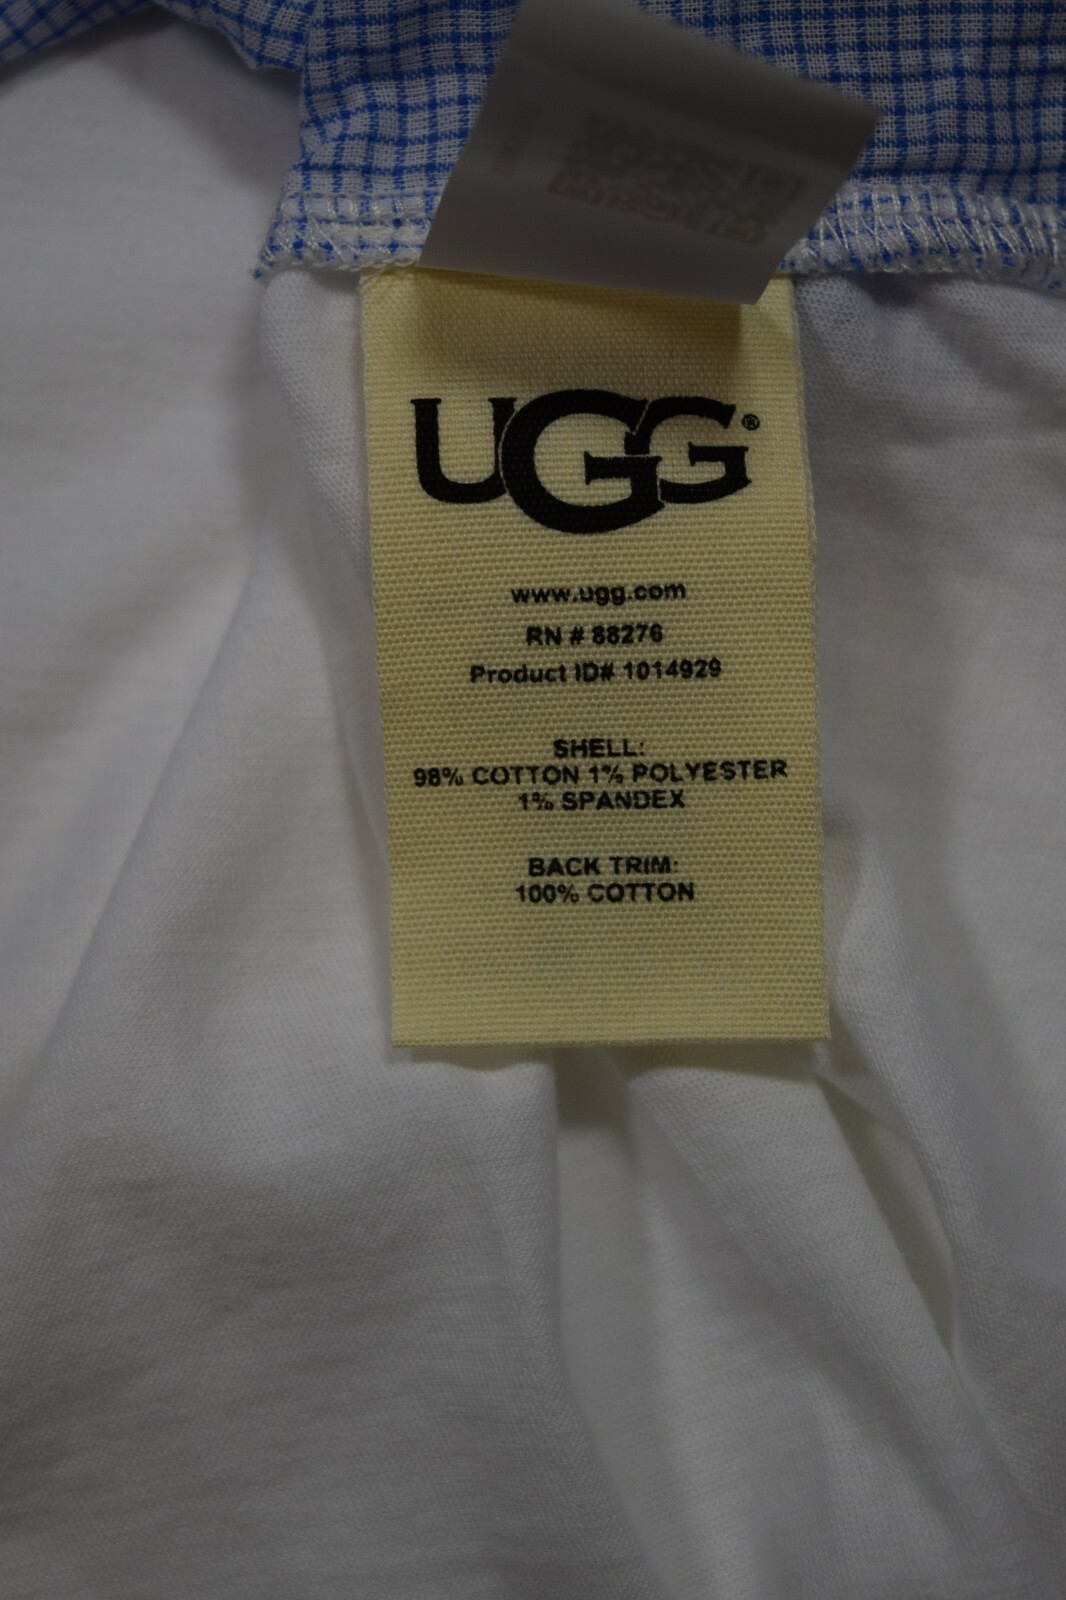 UGG®
www.ugg.com
RN # 88276
Product ID# 1014929
SHELL:
98% COTTON 1% POLYESTER
1% SPANDEX
BACK TRIM:
100% COTTON